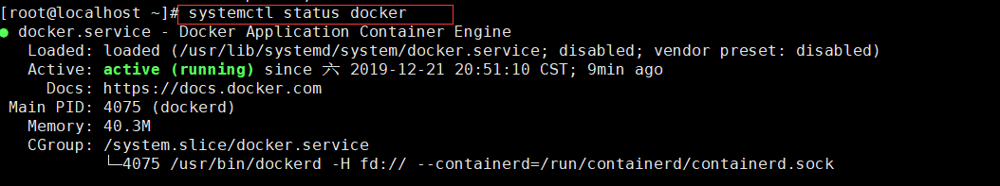 [root@localhost ~]# systemctl status docker
● docker.service - Docker Application Container Engine
Loaded: loaded (/usr/lib/systemd/system/docker.service; disabled; vendor preset: disabled)
Active: active (running) since 六 2019-12-21 20:51:10 CST; 9min ago
Docs: https://docs.docker.com
Main PID: 4075 (dockerd)
Memory: 40.3M
CGroup: /system.slice/docker.service
└─4075 /usr/bin/dockerd -H fd:// --containerd=/run/containerd/containerd.sock